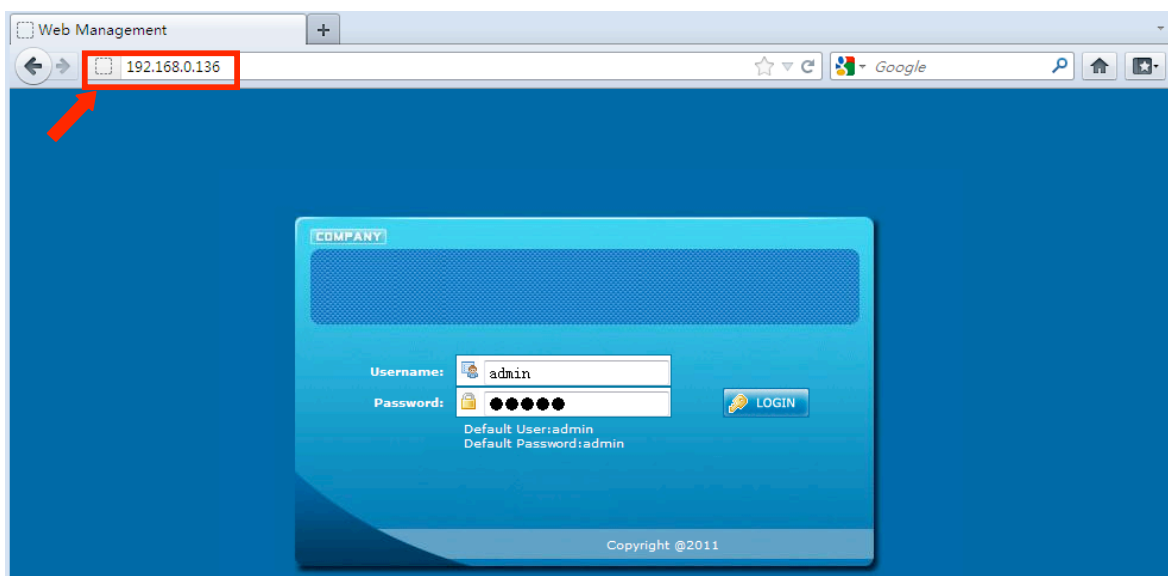 Web Management
192.168.0.136
Google
COMPANY
Username: admin
Password: ●●●●●
LOGIN
Default User:admin
Default Password:admin
Copyright @2011